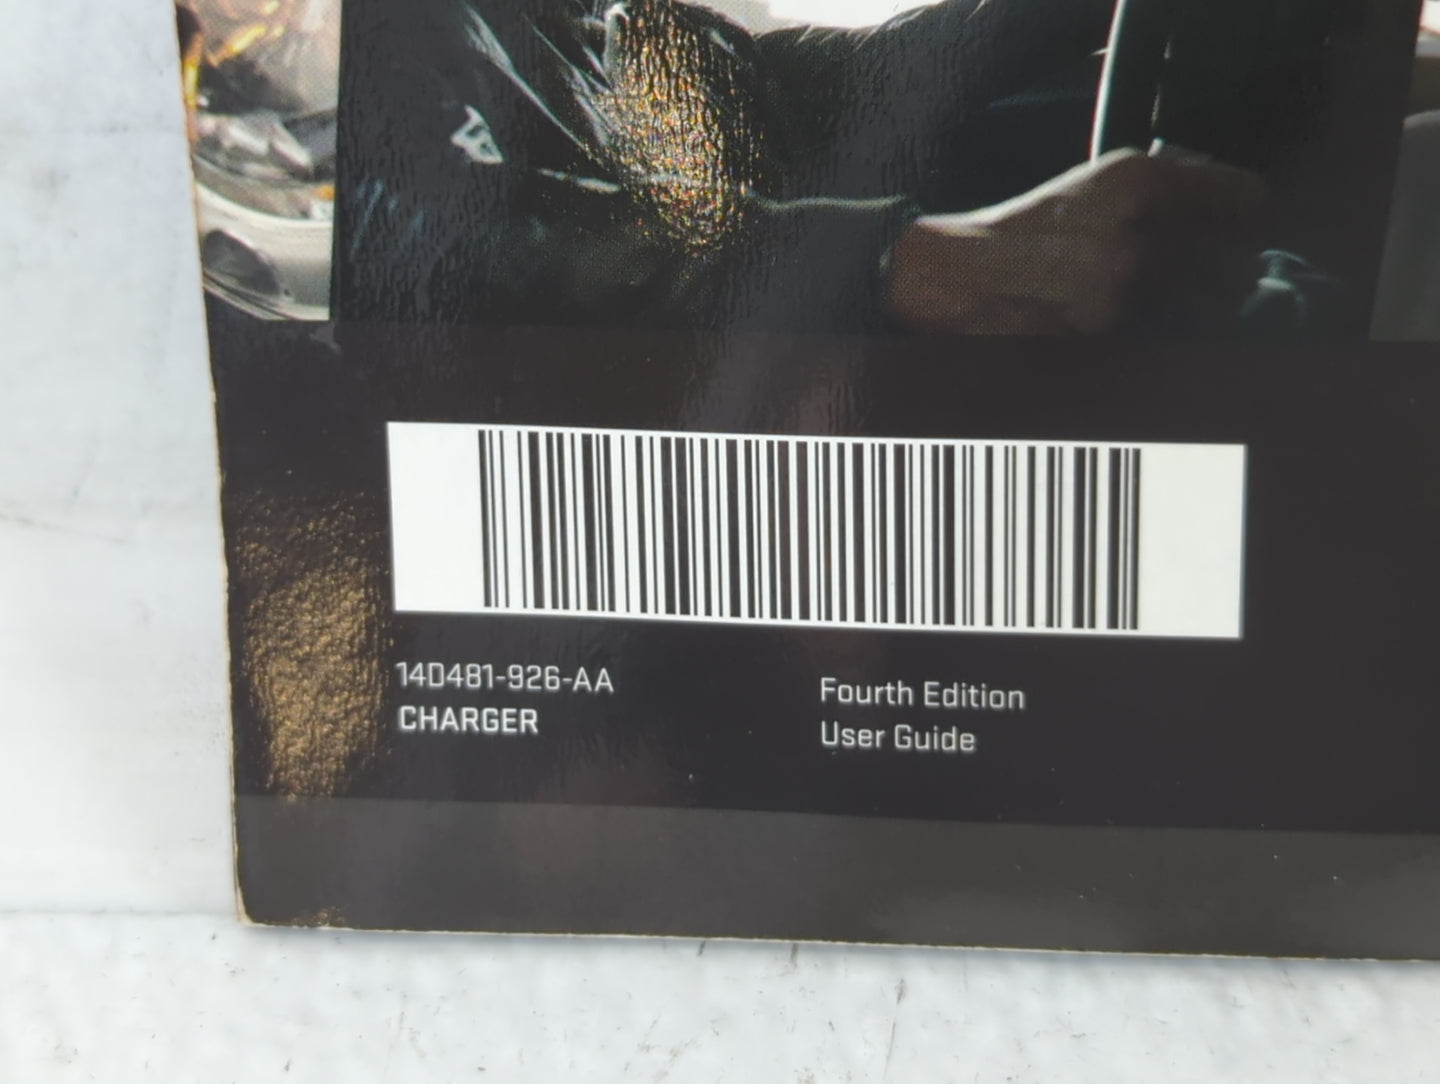 14D481-926-AA
CHARGER
Fourth Edition
User Guide